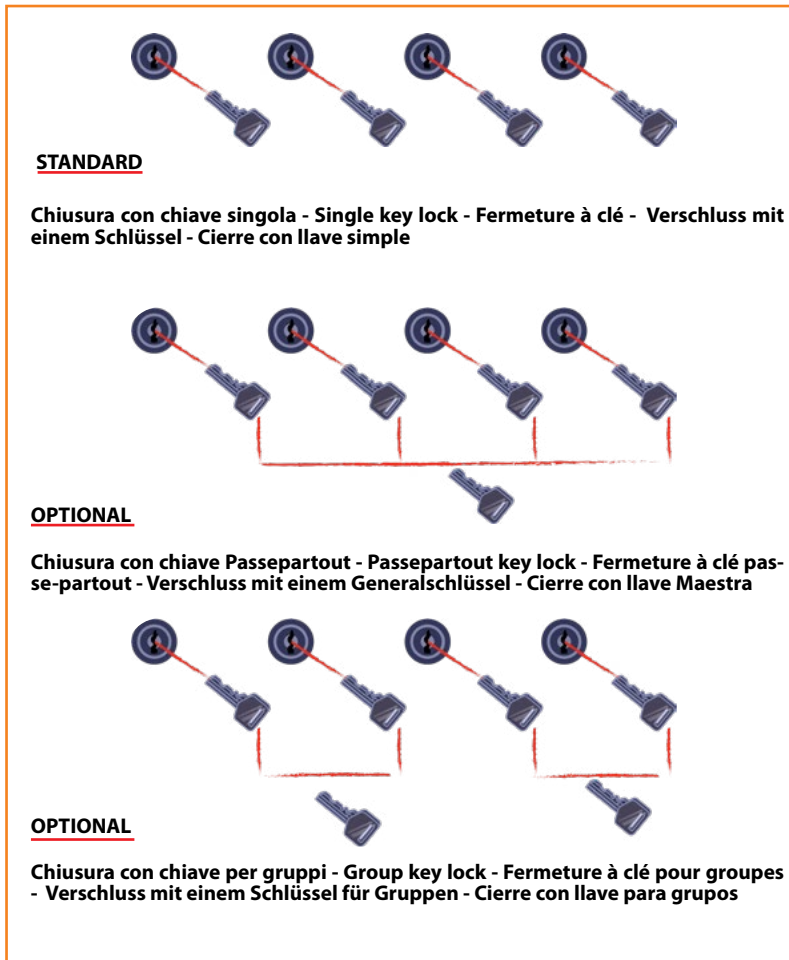 STANDARD
Chiusura con chiave singola - Single key lock - Fermeture à clé - Verschluss mit
einem Schlüssel - Cierre con llave simple
OPTIONAL
Chiusura con chiave Passepartout - Passepartout key lock - Fermeture à clé pas-
se-partout - Verschluss mit einem Generalschlüssel - Cierre con llave Maestra
OPTIONAL
Chiusura con chiave per gruppi - Group key lock - Fermeture à clé pour groupes
- Verschluss mit einem Schlüssel für Gruppen - Cierre con llave para grupos